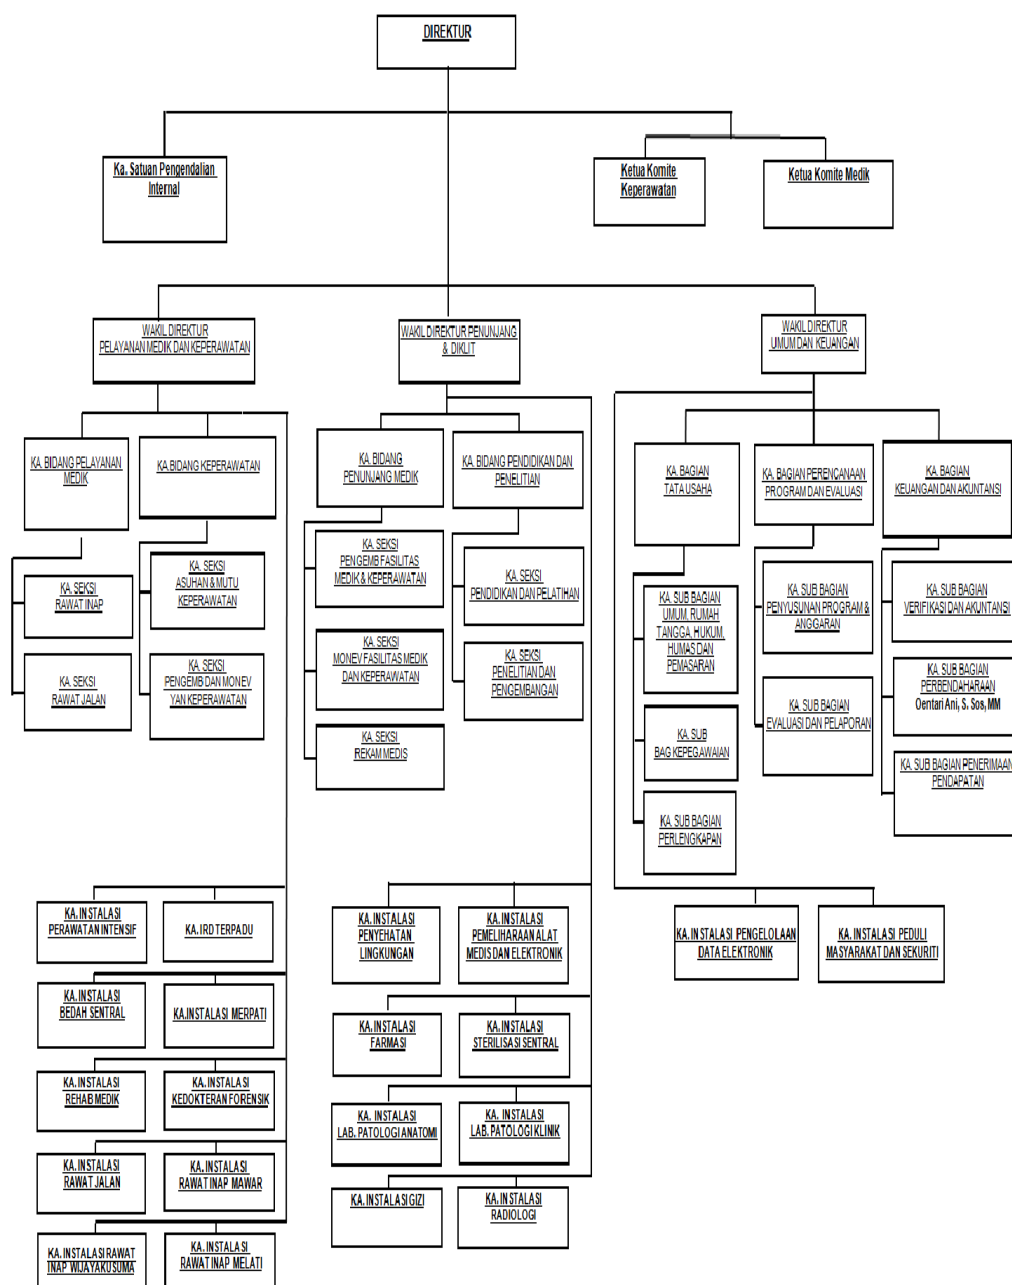 DIREKTUR
Ka. Satuan Pengendalian
Internal
Ketua Komite
Keperawatan
Ketua Komite Medik
WAKIL DIREKTUR
PELAYANAN MEDIK DAN KEPERAWATAN
WAKIL DIREKTUR PENUNJANG
& DIKLIT
WAKIL DIREKTUR
UMUM DAN KEUANGAN
KA. BIDANG PELAYANAN
MEDIK
KA.BIDANG KEPERAWATAN
KA. BIDANG
PENUNJANG MEDIK
KA. BIDANG PENDIDIKAN DAN
PENELITIAN
KA. BAGIAN
TATA USAHA
KA. BAGIAN PERENCANAAN
PROGRAM DAN EVALUASI
KA. BAGIAN
KEUANGAN DAN AKUNTANSI
KA. SEKSI
RAWAT INAP
KA. SEKSI
ASUHAN & MUTU
KEPERAWATAN
KA. SEKSI
PENGEMB FASILITAS
MEDIK & KEPERAWATAN
KA. SEKSI
PENDIDIKAN DAN PELATIHAN
KA. SUB BAGIAN
UMUM, RUMAH
TANGGA, HUKUM,
HUMAS DAN
PEMASARAN
KA. SUB BAGIAN
PENYUSUNAN PROGRAM &
ANGGARAN
KA. SUB BAGIAN
VERIFIKASI DAN AKUNTANSI
KA. SEKSI
RAWAT JALAN
KA. SEKSI
PENGEMB DAN MONEV
YAN KEPERAWATAN
KA. SEKSI
MONEV FASILITAS MEDIK
DAN KEPERAWATAN
KA. SEKSI
PENELITIAN DAN
PENGEMBANGAN
KA. SUB
BAG KEPEGAWAIAN
KA. SUB BAGIAN
EVALUASI DAN PELAPORAN
KA. SUB BAGIAN
PERBENDAHARAAN
Oentari Ani, S. Sos, MM
KA. SEKSI
REKAM MEDIS
KA. SUB BAGIAN PENERIMAAN
PENDAPATAN
KA. SUB BAGIAN
PERLENGKAPAN
KA. INSTALASI
PERAWATAN INTENSIF
KA. IRD TERPADU
KA. INSTALASI
PENYEHATAN
LINGKUNGAN
KA. INSTALASI
PEMELIHARAAN ALAT
MEDIS DAN ELEKTRONIK
KA. INSTALASI PENGELOLAAN
DATA ELEKTRONIK
KA. INSTALASI PEDULI
MASYARAKAT DAN SEKURITI
KA. INSTALASI
BEDAH SENTRAL
KA.INSTALASI MERPATI
KA. INSTALASI
FARMASI
KA. INSTALASI
STERILISASI SENTRAL
KA. INSTALASI
REHAB MEDIK
KA. INSTALASI
KEDOKTERAN FORENSIK
KA. INSTALASI
LAB. PATOLOGI ANATOMI
KA. INSTALASI
LAB. PATOLOGI KLINIK
KA. INSTALASI
RAWAT JALAN
KA. INSTALASI
RAWAT INAP MAWAR
KA. INSTALASI GIZI
KA. INSTALASI
RADIOLOGI
KA. INSTALASI RAWAT
INAP WIJAYAKUSUMA
KA. INSTALASI
RAWAT INAP MELATI